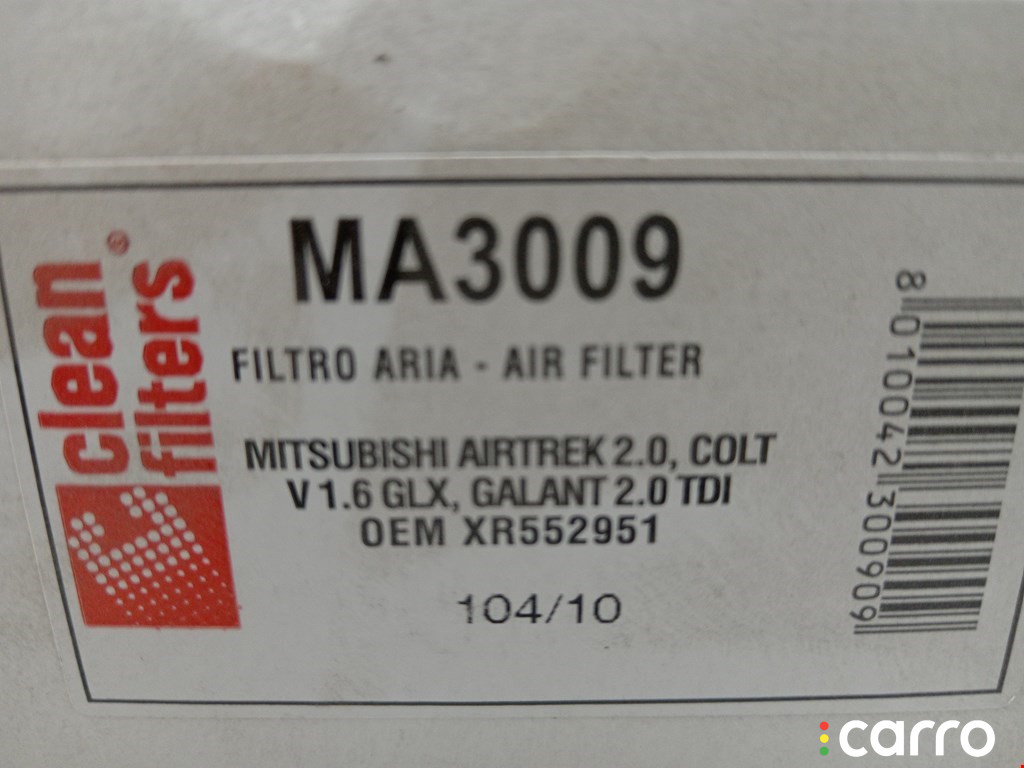 clean
filters®
MA3009
FILTRO ARIA - AIR FILTER
MITSUBISHI AIRTREK 2.0, COLT
V 1.6 GLX, GALANT 2.0 TDI
OEM XR552951
104/10
8 010042 300909
carro